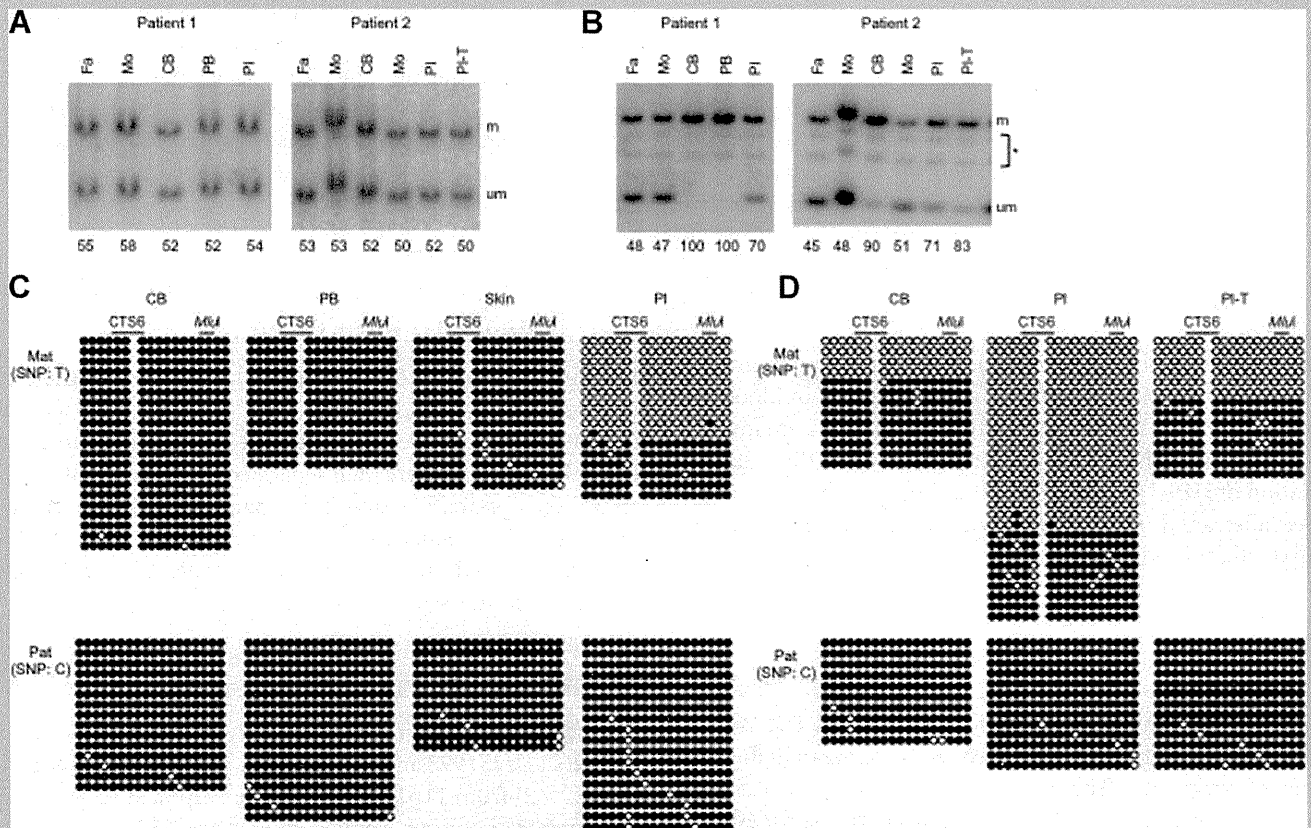 A
Patient 1
Patient 2
Fa Mo CB PB Pl
Fa Mo CB Mo Pl Pl-T
m
um
55 58 52 52 54
53 53 52 50 52 50
B
Patient 1
Patient 2
Fa Mo CB PB Pl
Fa Mo CB Mo Pl Pl-T
m
*
um
48 47 100 100 70
45 48 90 51 71 83
C
CB PB Skin Pl
CTS6 MluI CTS6 MluI CTS6 MluI CTS6 MluI
Mat
(SNP: T)
Pat
(SNP: C)
D
CB Pl Pl-T
CTS6 MluI CTS6 MluI CTS6 MluI
Mat
(SNP: T)
Pat
(SNP: C)